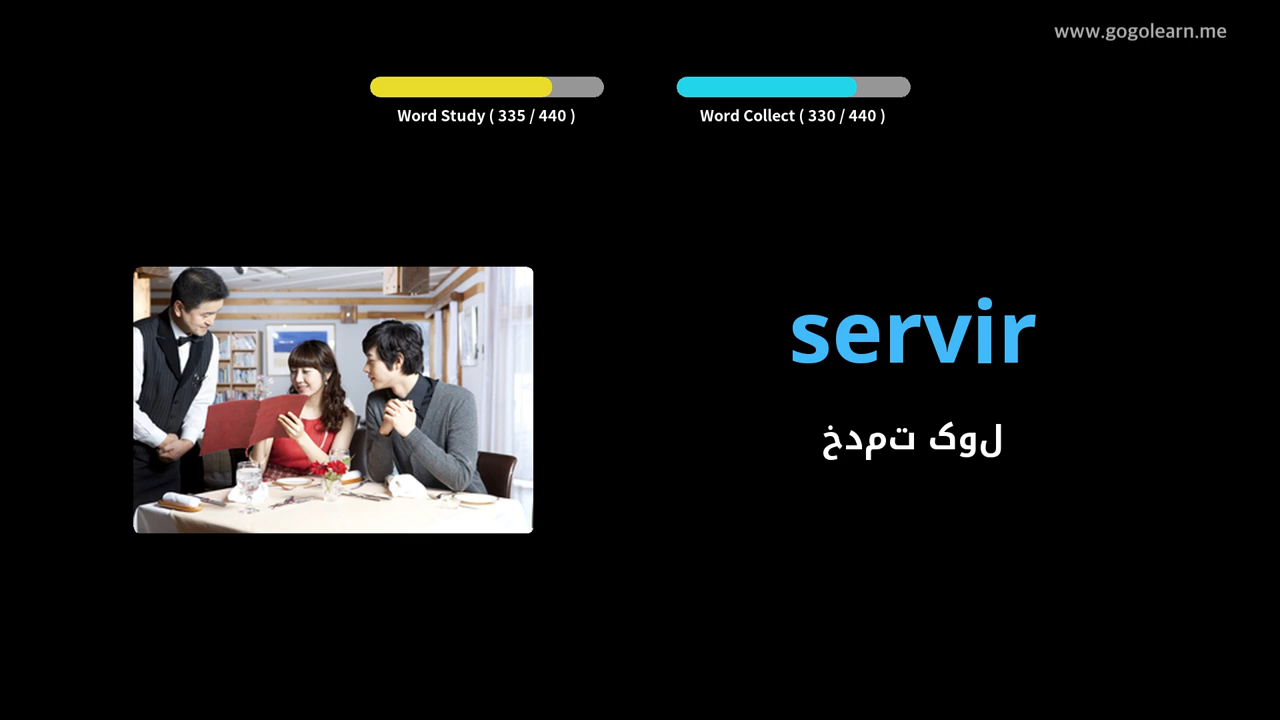 www.gogolearn.me
Word Study ( 335 / 440 )
Word Collect ( 330 / 440 )
servir
خدمت کول